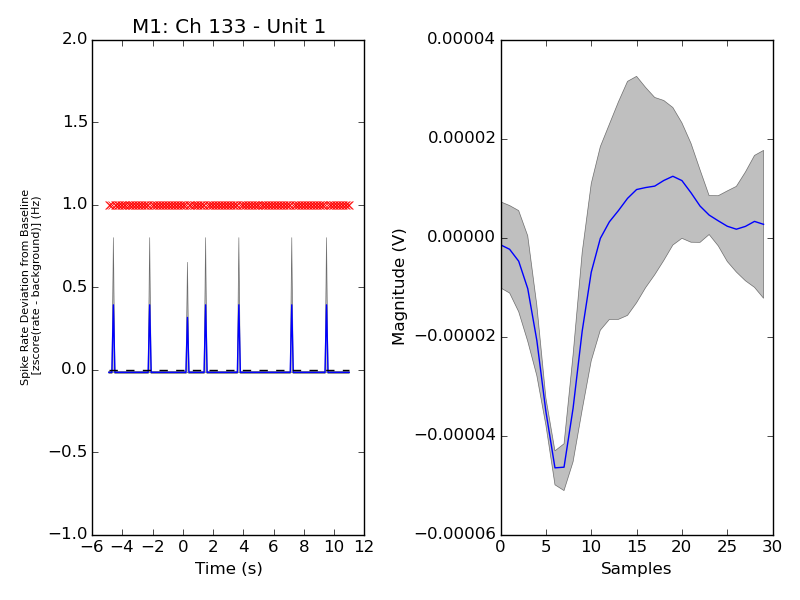 M1: Ch 133 - Unit 1
2.0
1.5
1.0
0.5
0.0
−0.5
−1.0
−6 −4 −2 0 2 4 6 8 10 12
Time (s)
Spike Rate Deviation from Baseline
[zscore(rate - background)] (Hz)
0.00004
0.00002
0.00000
−0.00002
−0.00004
−0.00006
0 5 10 15 20 25 30
Samples
Magnitude (V)